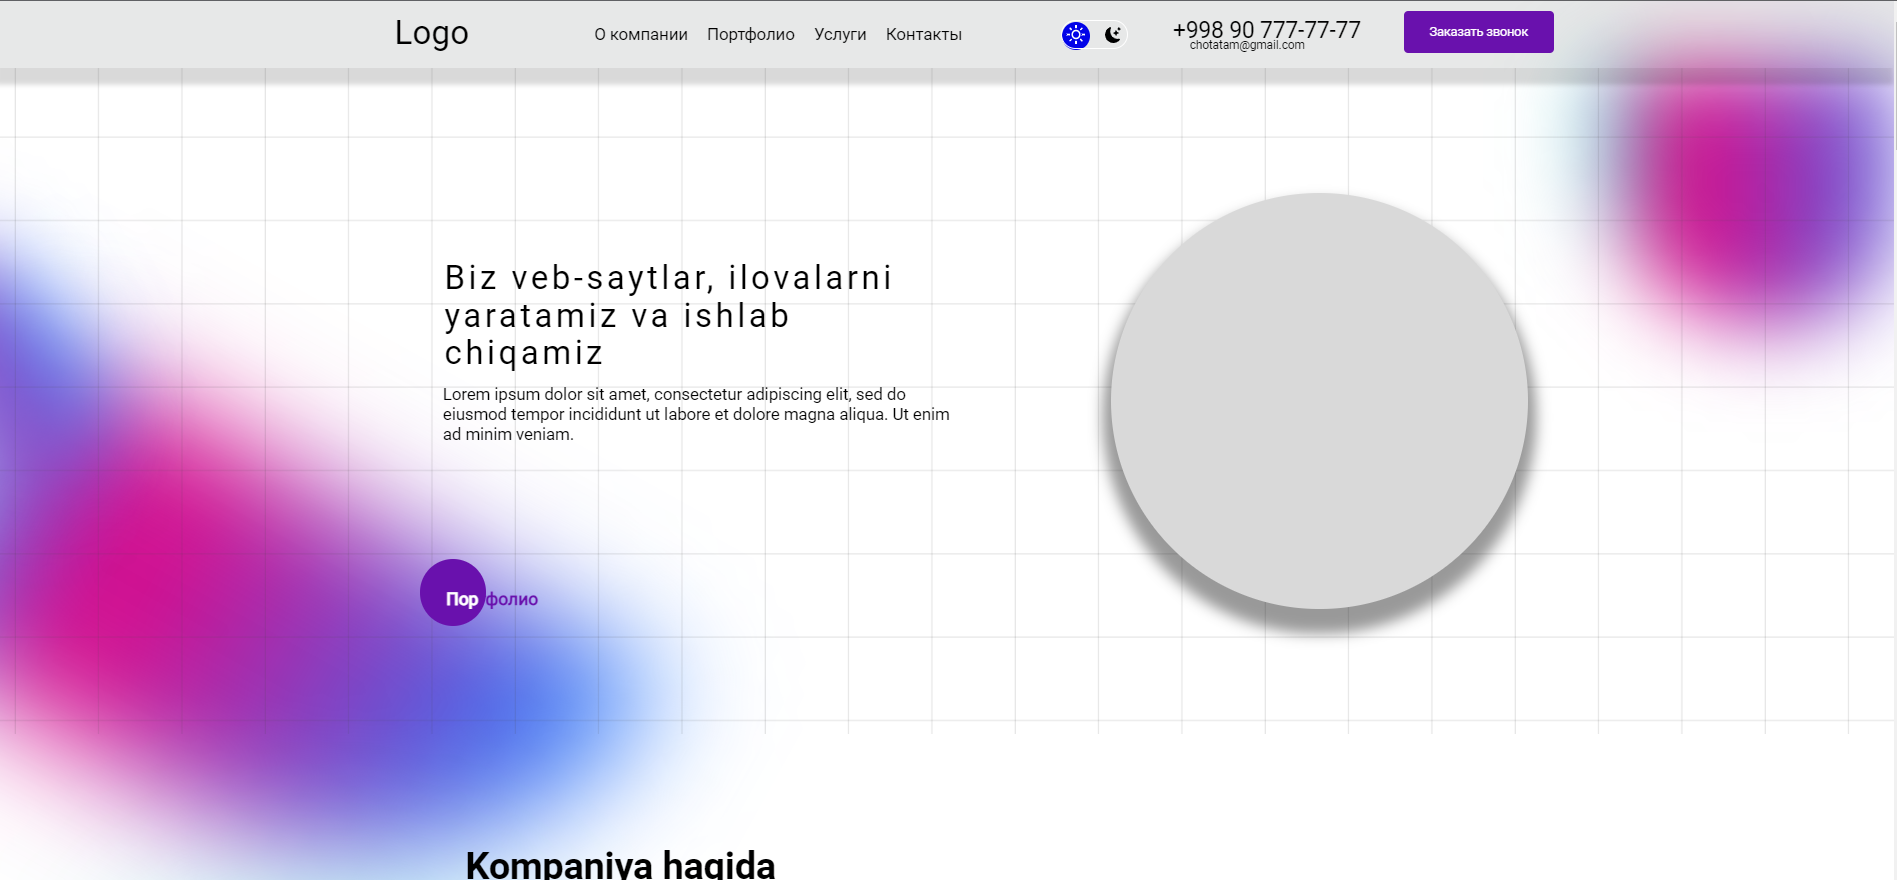 Logo
О компании Портфолио Услуги Контакты
+998 90 777-77-77
chotatam@gmail.com
Заказать звонок
Biz veb-saytlar, ilovalarni
yaratamiz va ishlab
chiqamiz
Lorem ipsum dolor sit amet, consectetur adipiscing elit, sed do
eiusmod tempor incididunt ut labore et dolore magna aliqua. Ut enim
ad minim veniam.
Порфолио
Kompaniya haqida